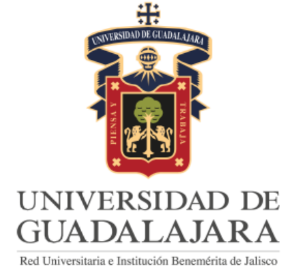 UNIVERSIDAD DE GUADALAJARA
PIENSA Y
TRABAJA
UNIVERSIDAD DE
GUADALAJARA
Red Universitaria e Institución Benemérita de Jalisco